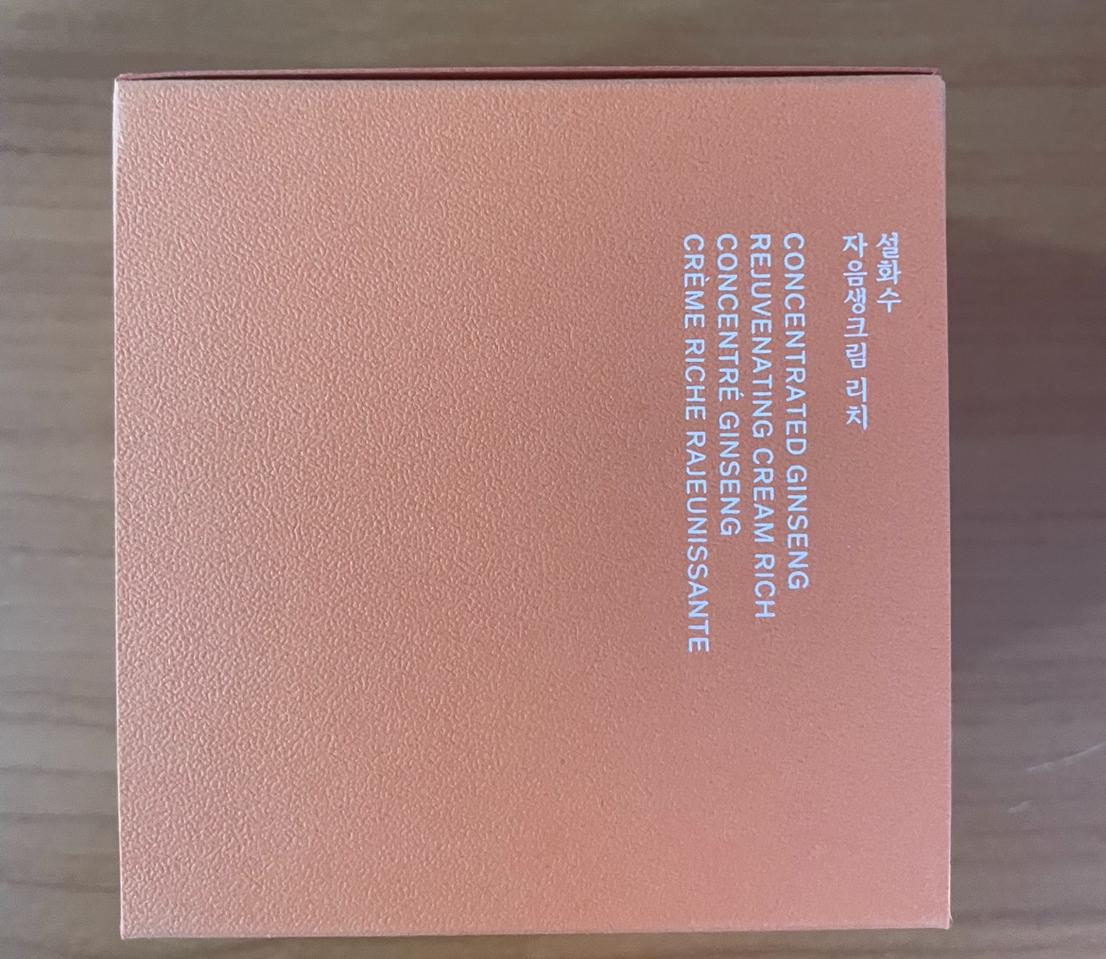 설화수
자음생크림 리치
CONCENTRATED GINSENG
REJUVENATING CREAM RICH
CONCENTRÉ GINSENG
CRÈME RICHE RAJEUNISSANTE